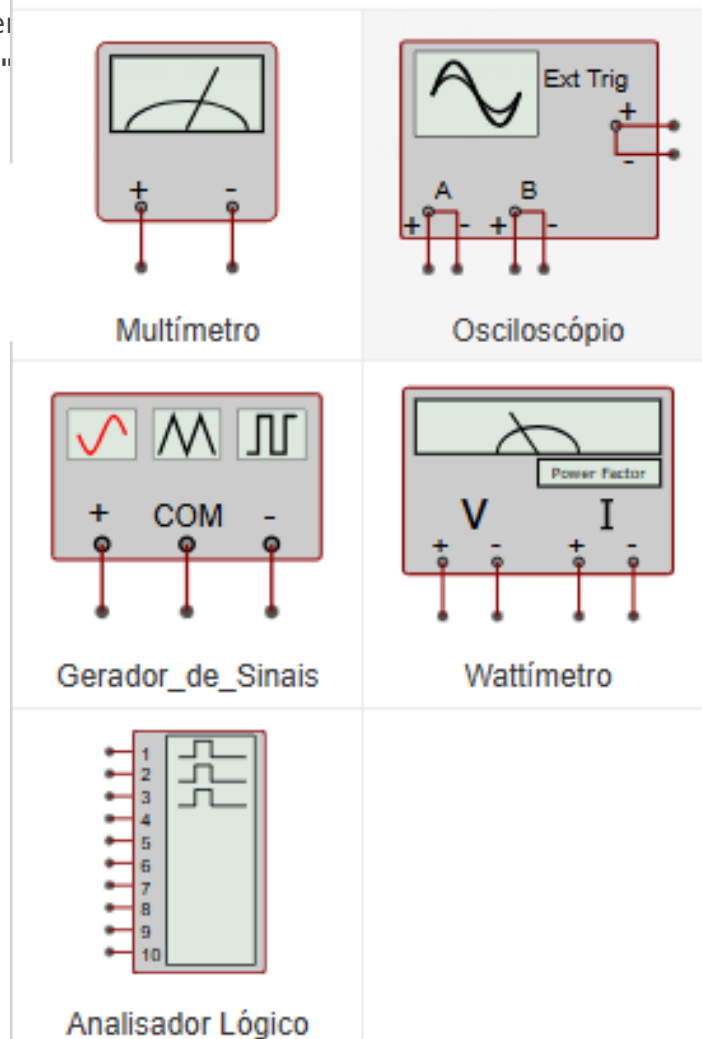 er
"
Ext Trig
+
-
+ -
A B
+ - + -
Multímetro Osciloscópio
Power Factor
+ COM -
V I
+ - + -
Gerador_de_Sinais Wattímetro
1
2
3
4
5
6
7
8
9
10
Analisador Lógico